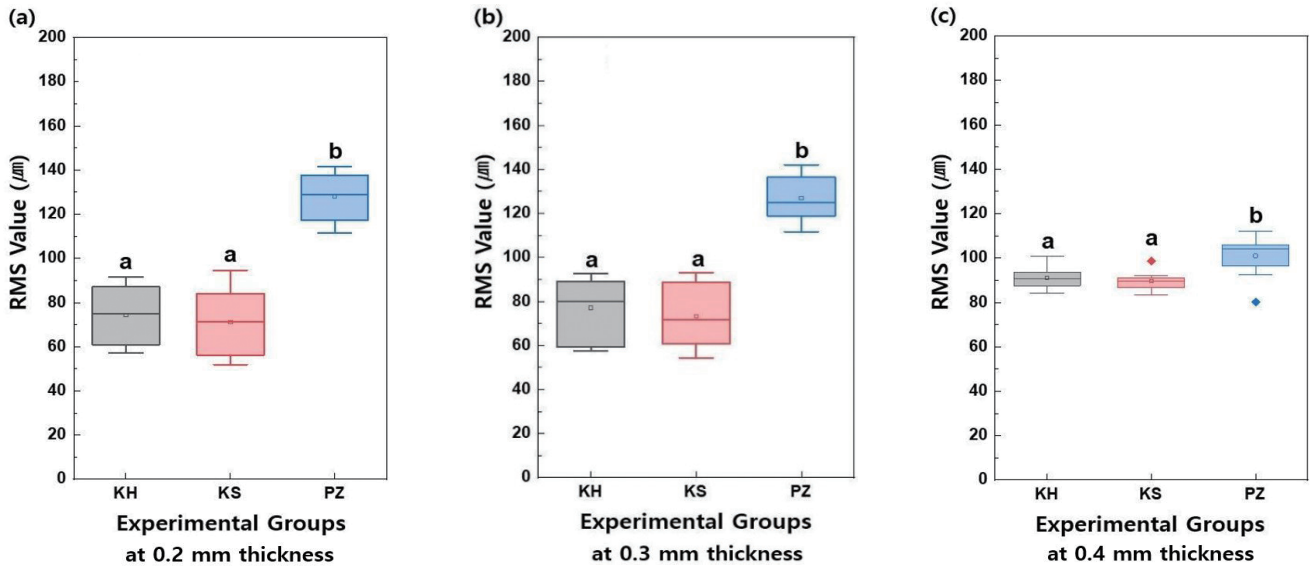 (a)
RMS Value (㎛)
200
180
160
140
120
100
80
60
40
20
0
a
a
b
KH KS PZ
Experimental Groups
at 0.2 mm thickness
(b)
RMS Value (㎛)
200
180
160
140
120
100
80
60
40
20
0
a
a
b
KH KS PZ
Experimental Groups
at 0.3 mm thickness
(c)
RMS Value (㎛)
200
180
160
140
120
100
80
60
40
20
0
a
a
b
KH KS PZ
Experimental Groups
at 0.4 mm thickness